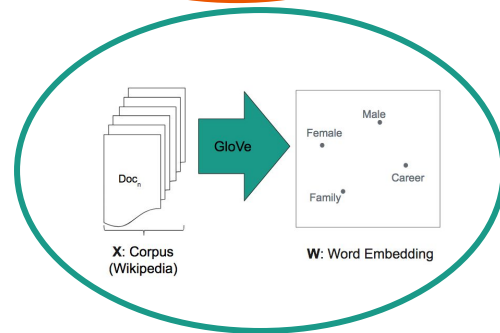 Male
Female
GloVe
Career
Doc n
Family
X: Corpus
(Wikipedia)
W: Word Embedding